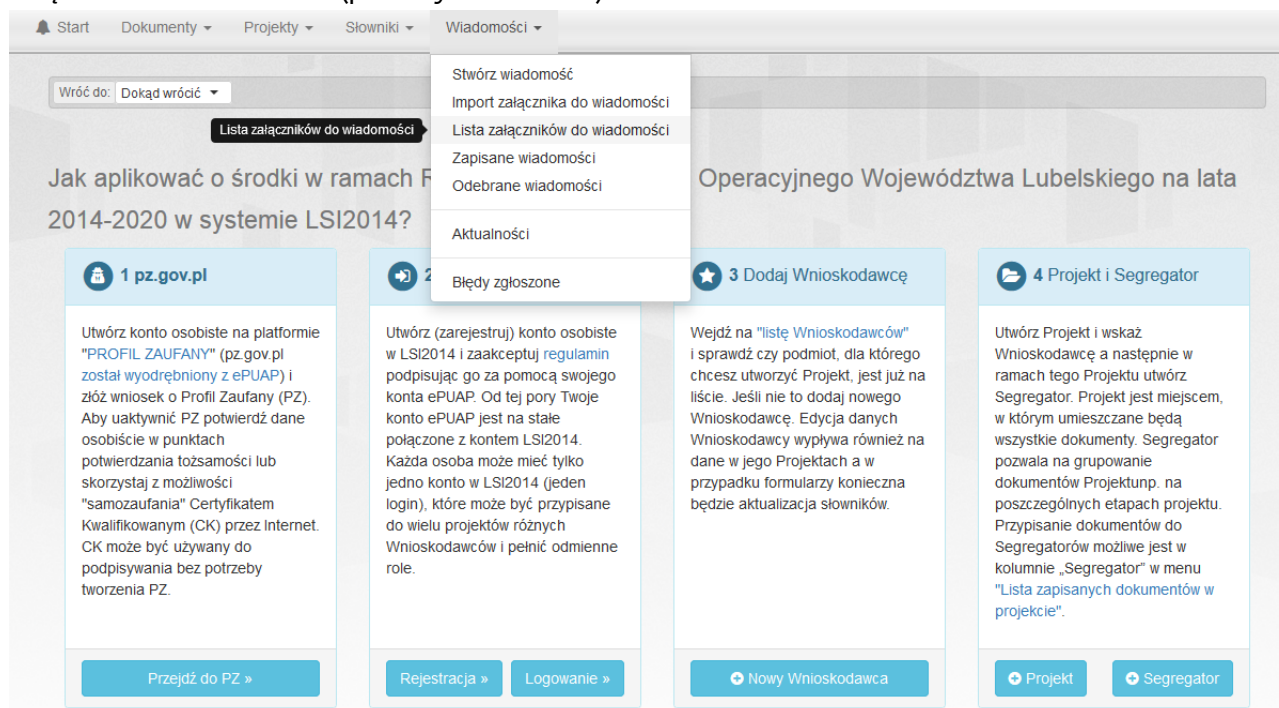 Start Dokumenty Projekty Słowniki Wiadomości
Stwórz wiadomość
Import załącznika do wiadomości
Lista załączników do wiadomości
Zapisane wiadomości
Odebrane wiadomości
Aktualności
Błędy zgłoszone
Wróć do: Dokąd wrócić
Lista załączników do wiadomości
Jak aplikować o środki w ramach Operacyjnego Województwa Lubelskiego na lata
2014-2020 w systemie LSI2014?
1 pz.gov.pl
Utwórz konto osobiste na platformie
"PROFIL ZAUFANY" (pz.gov.pl
został wyodrębniony z ePUAP) i
złóż wniosek o Profil Zaufany (PZ).
Aby uaktywnić PZ potwierdź dane
osobiście w punktach
potwierdzania tożsamości lub
skorzystaj z możliwości
"samozaufania" Certyfikatem
Kwalifikowanym (CK) przez Internet.
CK może być używany do
podpisywania bez potrzeby
tworzenia PZ.
Przejdź do PZ »
2
Utwórz (zarejestruj) konto osobiste
w LSI2014 i zaakceptuj regulamin
podpisując go za pomocą swojego
konta ePUAP. Od tej pory Twoje
konto ePUAP jest na stałe
połączone z kontem LSI2014.
Każda osoba może mieć tylko
jedno konto w LSI2014 (jeden
login), które może być przypisane
do wielu projektów różnych
Wnioskodawców i pełnić odmienne
role.
Rejestracja » Logowanie »
3 Dodaj Wnioskodawcę
Wejdź na "listę Wnioskodawców"
i sprawdź czy podmiot, dla którego
chcesz utworzyć Projekt, jest już na
liście. Jeśli nie to dodaj nowego
Wnioskodawcę. Edycja danych
Wnioskodawcy wypływa również na
dane w jego Projektach a w
przypadku formularzy konieczna
będzie aktualizacja słowników.
Nowy Wnioskodawca
4 Projekt i Segregator
Utwórz Projekt i wskaż
Wnioskodawcę a następnie w
ramach tego Projektu utwórz
Segregator. Projekt jest miejscem,
w którym umieszczane będą
wszystkie dokumenty. Segregator
pozwala na grupowanie
dokumentów Projektunp. na
poszczególnych etapach projektu.
Przypisanie dokumentów do
Segregatorów możliwe jest w
kolumnie „Segregator” w menu
"Lista zapisanych dokumentów w
projekcie".
Projekt Segregator